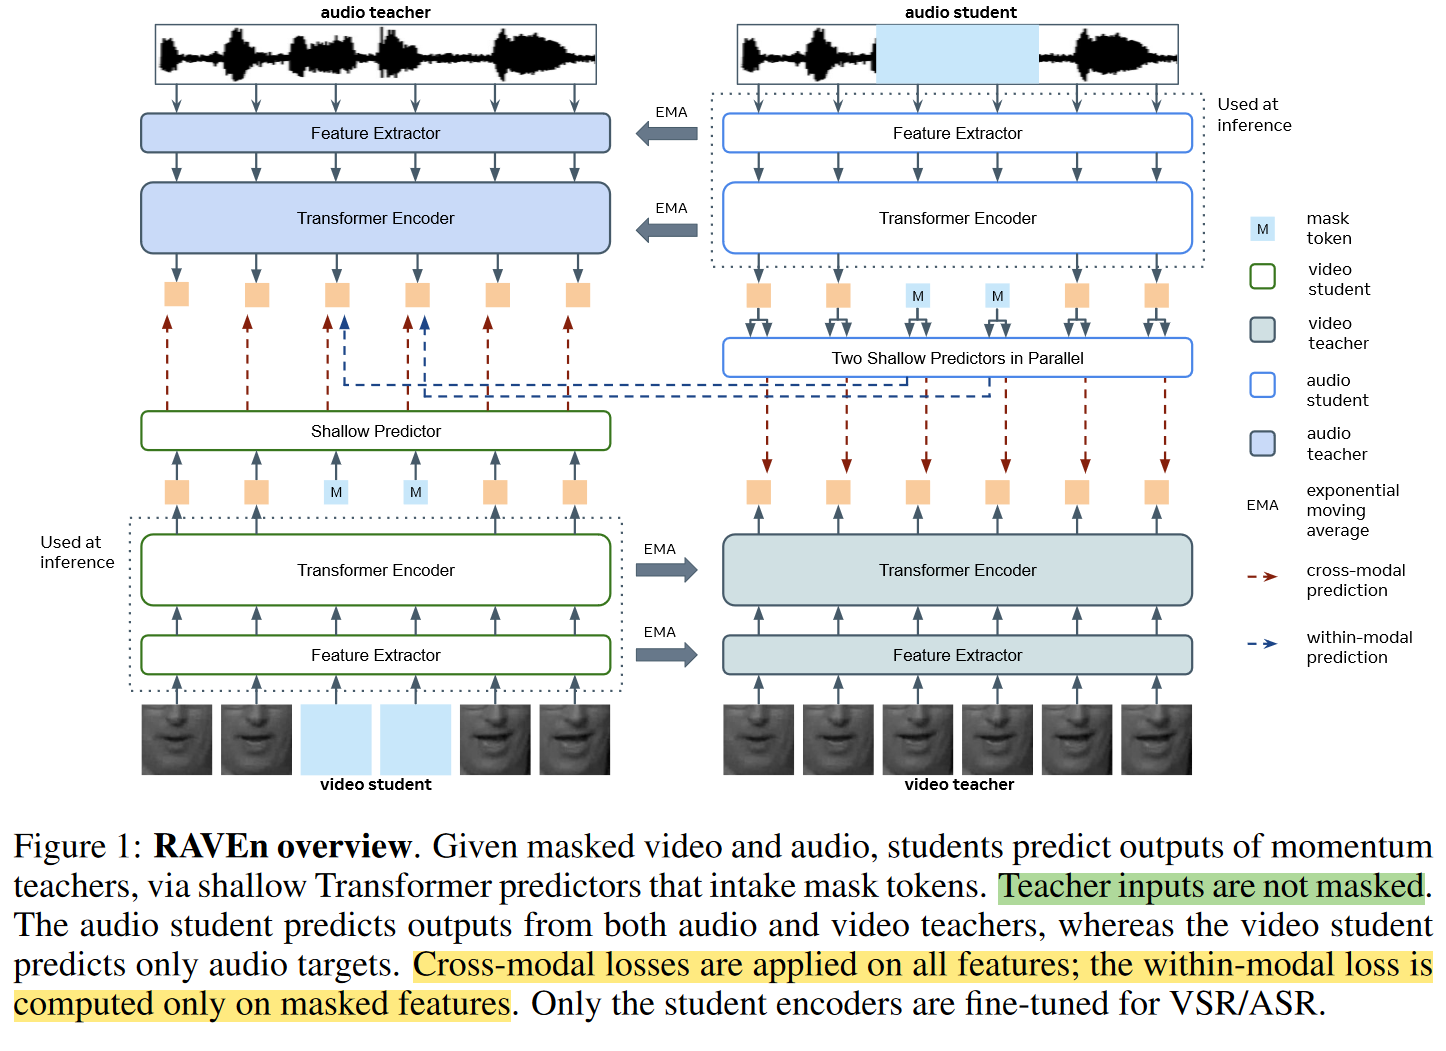 audio teacher
audio student
EMA
Used at
inference
Feature Extractor
Feature Extractor
EMA
Transformer Encoder
Transformer Encoder
mask
token
M
video
student
M
M
video
teacher
Two Shallow Predictors in Parallel
audio
student
Shallow Predictor
audio
teacher
M
M
exponential
moving
average
EMA
Used at
inference
EMA
Transformer Encoder
Transformer Encoder
cross-modal
prediction
EMA
within-modal
prediction
Feature Extractor
Feature Extractor
video student
video teacher
Figure 1: RAVEn overview. Given masked video and audio, students predict outputs of momentum
teachers, via shallow Transformer predictors that intake mask tokens. Teacher inputs are not masked.
The audio student predicts outputs from both audio and video teachers, whereas the video student
predicts only audio targets. Cross-modal losses are applied on all features; the within-modal loss is
computed only on masked features. Only the student encoders are fine-tuned for VSR/ASR.